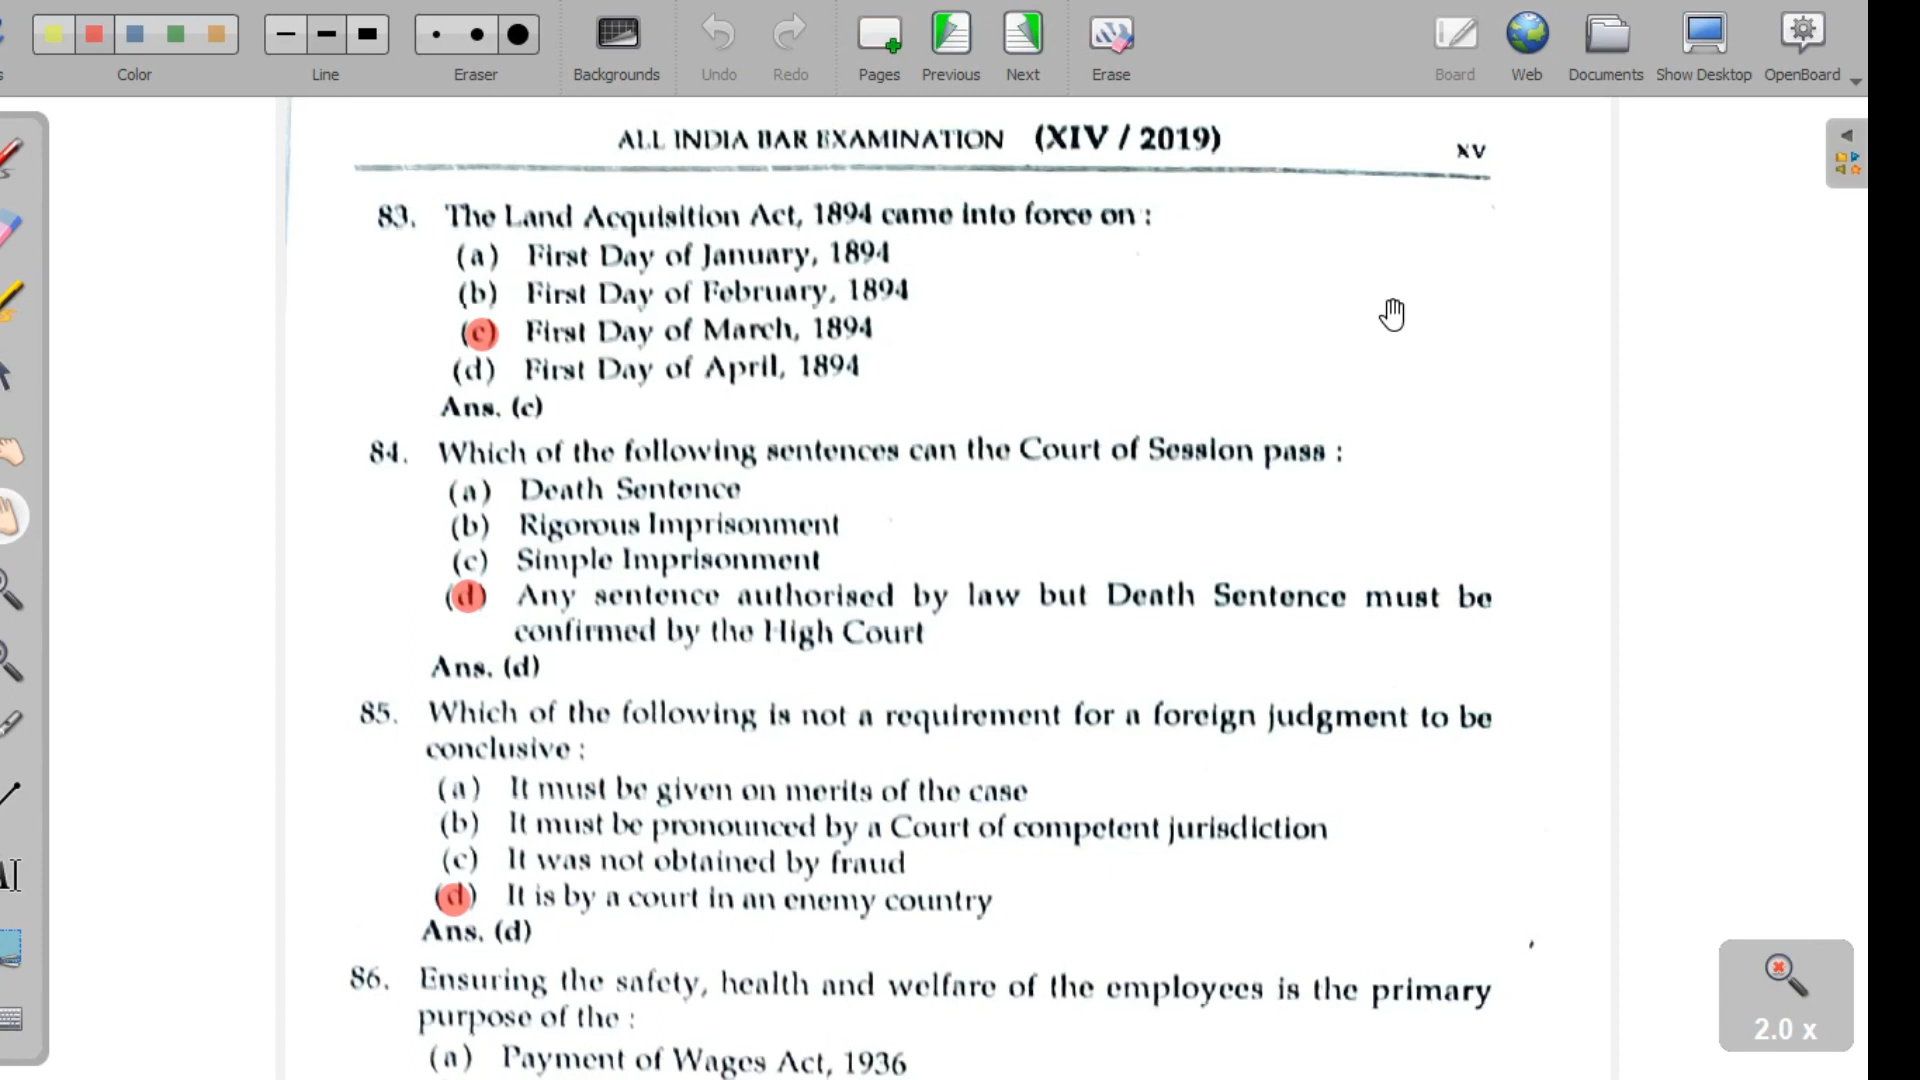 Color
Line
Eraser
Backgrounds
Undo
Redo
Pages
Previous
Next
Erase
Board
Web
Documents
Show Desktop
OpenBoard
ALL INDIA BAR EXAMINATION (XIV / 2019)
XV
83. The Land Acquisition Act, 1894 came into force on :
(a) First Day of January, 1894
(b) First Day of February, 1894
(c) First Day of March, 1894
(d) First Day of April, 1894
Ans. (c)
84. Which of the following sentences can the Court of Session pass :
(a) Death Sentence
(b) Rigorous Imprisonment
(c) Simple Imprisonment
(d) Any sentence authorised by law but Death Sentence must be
confirmed by the High Court
Ans. (d)
85. Which of the following is not a requirement for a foreign judgment to be
conclusive :
(a) It must be given on merits of the case
(b) It must be pronounced by a Court of competent jurisdiction
(c) It was not obtained by fraud
(d) It is by a court in an enemy country
Ans. (d)
86. Ensuring the safety, health and welfare of the employees is the primary
purpose of the :
(a) Payment of Wages Act, 1936
2.0 x